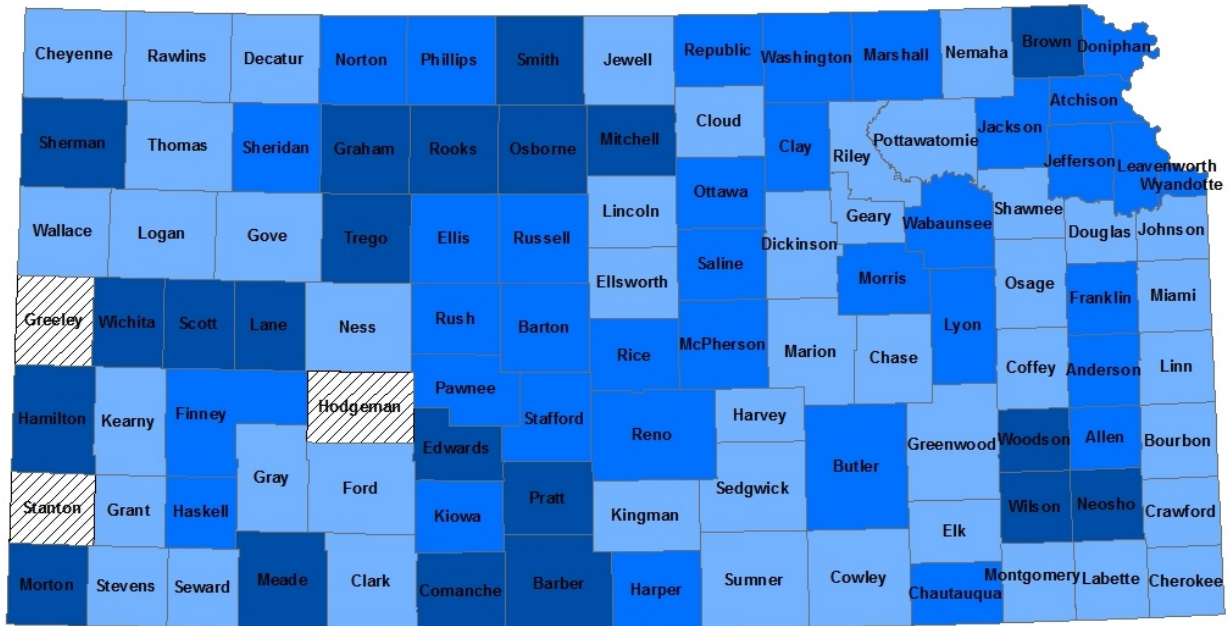 Cheyenne
Rawlins
Decatur
Norton
Phillips
Smith
Jewell
Republic
Washington
Marshall
Nemaha
Brown
Doniphan
Sherman
Thomas
Sheridan
Graham
Rooks
Osborne
Mitchell
Cloud
Clay
Riley
Pottawatomie
Jackson
Atchison
Jefferson
Leavenworth
Wyandotte
Ottawa
Wallace
Logan
Gove
Trego
Ellis
Russell
Lincoln
Dickinson
Geary
Wabaunsee
Shawnee
Douglas
Johnson
Saline
Ellsworth
Morris
Osage
Franklin
Miami
Greeley
Wichita
Scott
Lane
Ness
Rush
Barton
Rice
McPherson
Marion
Chase
Lyon
Coffey
Anderson
Linn
Hamilton
Kearny
Finney
Hodgeman
Pawnee
Stafford
Edwards
Reno
Harvey
Butler
Greenwood
Woodson
Allen
Bourbon
Stanton
Grant
Haskell
Gray
Ford
Kiowa
Pratt
Kingman
Sedgwick
Elk
Wilson
Neosho
Crawford
Morton
Stevens
Seward
Meade
Clark
Comanche
Barber
Harper
Sumner
Cowley
Chautauqua
Montgomery
Labette
Cherokee